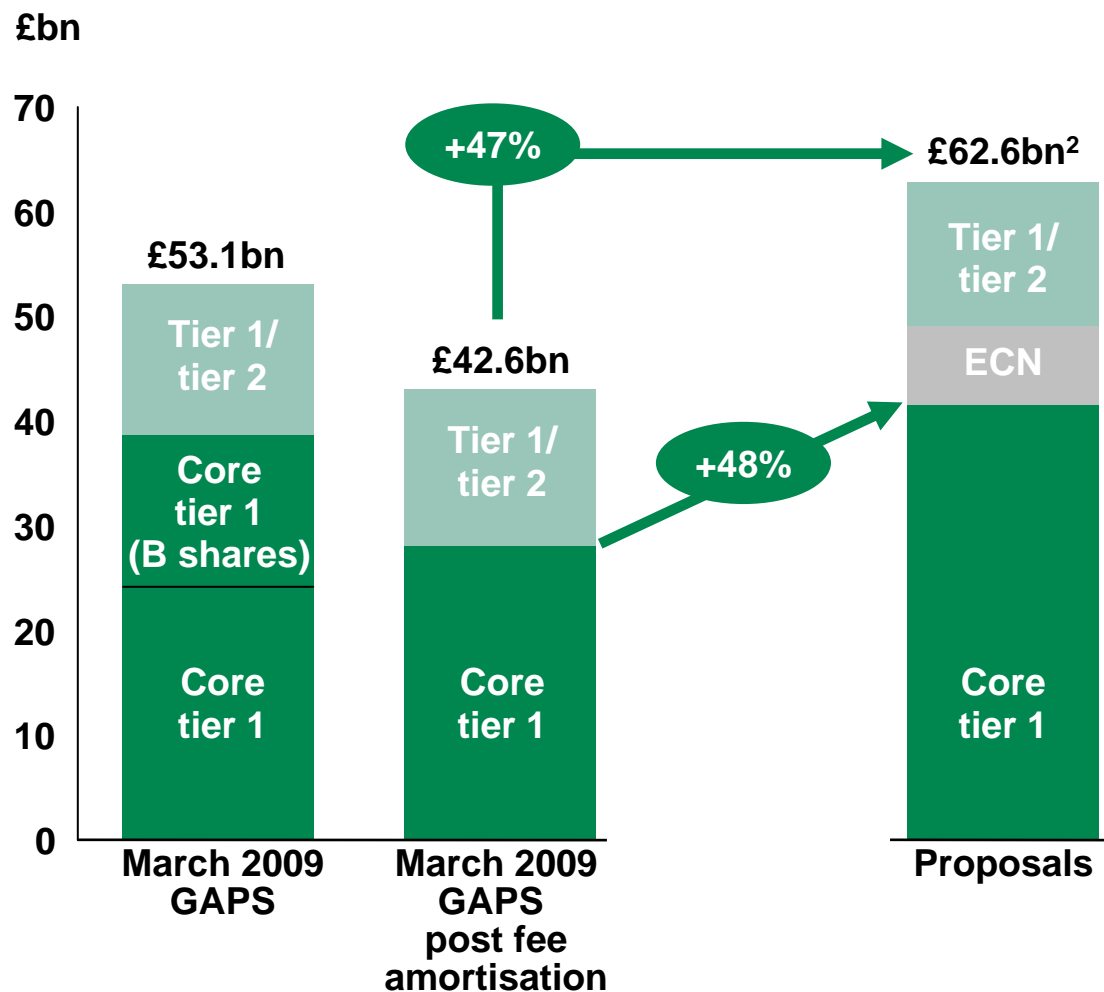 £bn
70
60
50
40
30
20
10
0
£53.1bn
Tier 1/
tier 2
Core
tier 1
(B shares)
Core
tier 1
March 2009
GAPS
+47%
£42.6bn
Tier 1/
tier 2
Core
tier 1
March 2009
GAPS
post fee
amortisation
+48%
£62.6bn²
Tier 1/
tier 2
ECN
Core
tier 1
Proposals